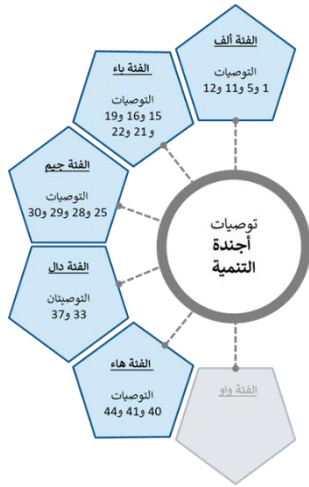 الفئة ألف
التوصيات
1 و5 و11 و12
الفئة باء
التوصيات
15 و16 و19
و21 و22
الفئة جيم
التوصيات
25 و28 و29 و30
الفئة دال
التوصيتان
33 و37
الفئة هاء
التوصيات
40 و41 و44
الفئة واو
توصيات
أجندة
التنمية